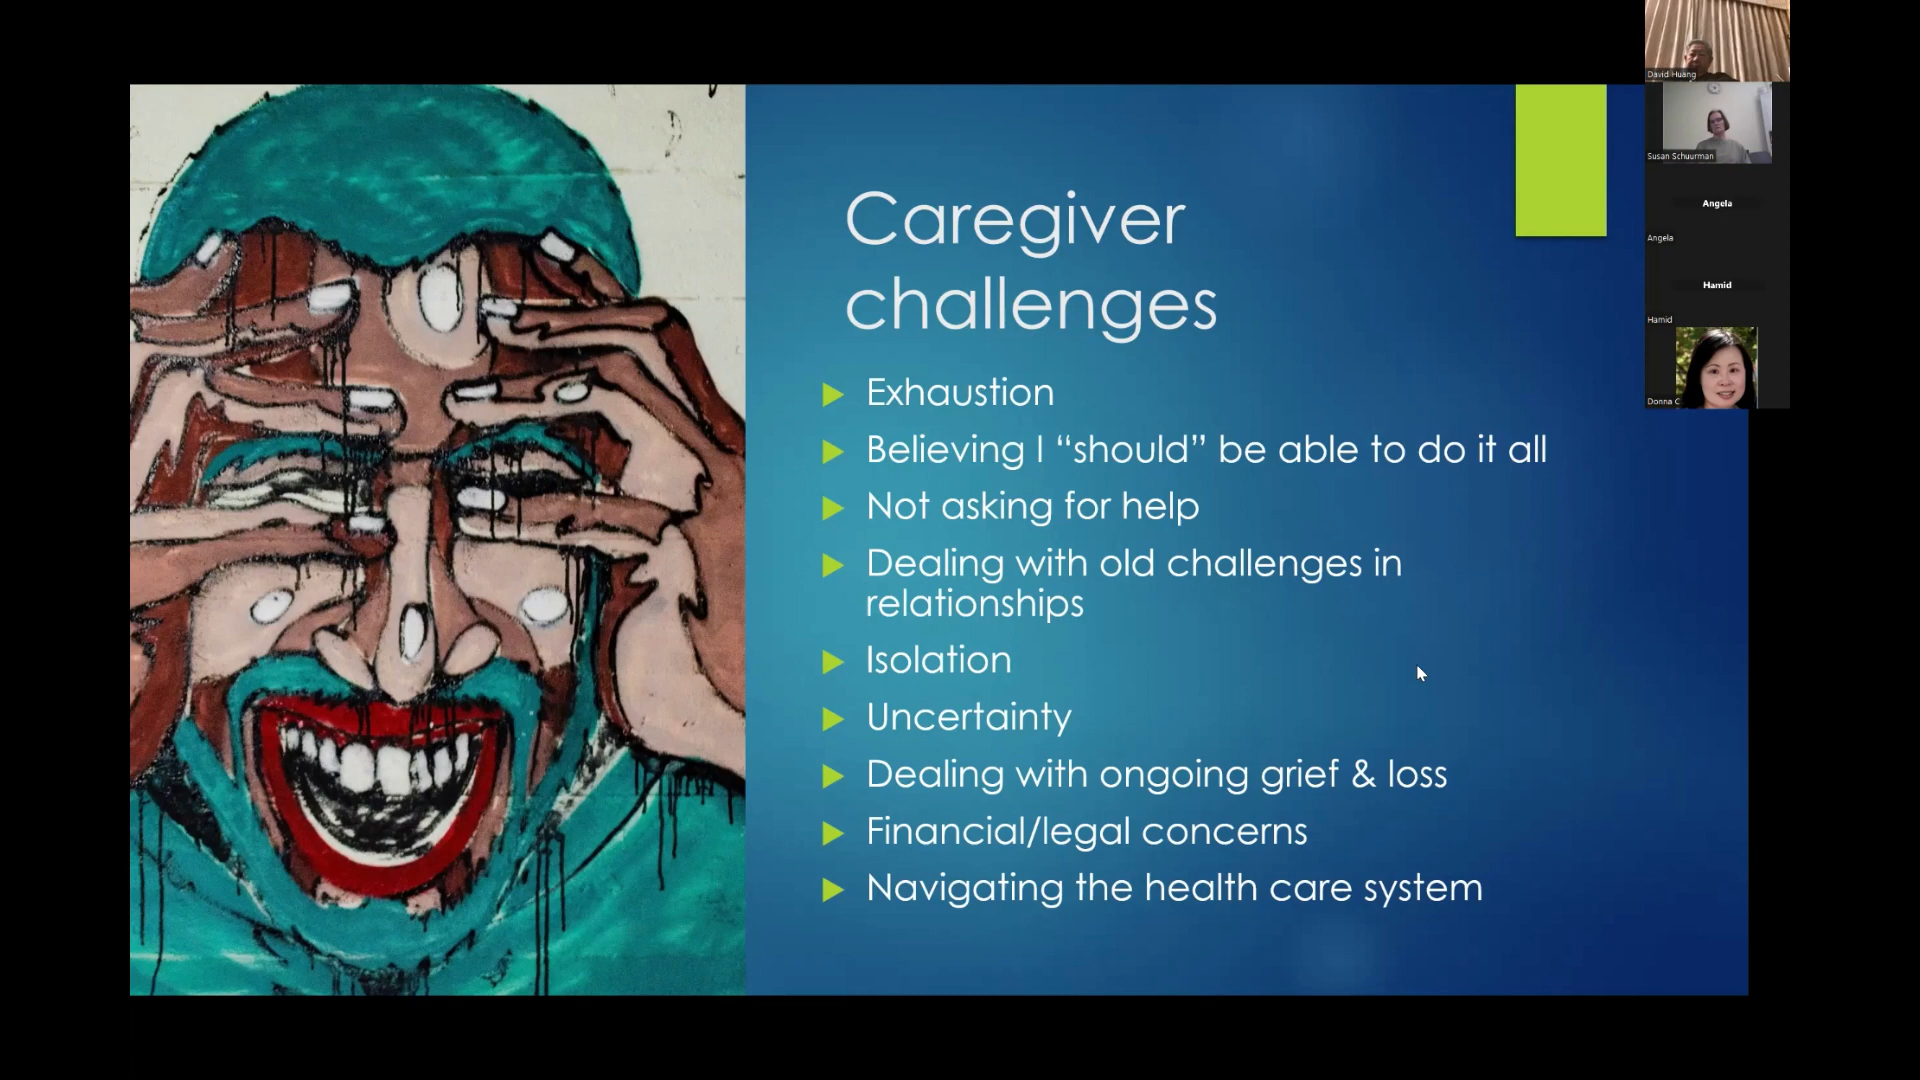 Caregiver
challenges
Exhaustion
Believing I “should” be able to do it all
Not asking for help
Dealing with old challenges in
relationships
Isolation
Uncertainty
Dealing with ongoing grief & loss
Financial/legal concerns
Navigating the health care system
David Huang
Susan Schuurman
Angela
Angela
Hamid
Hamid
Donna C